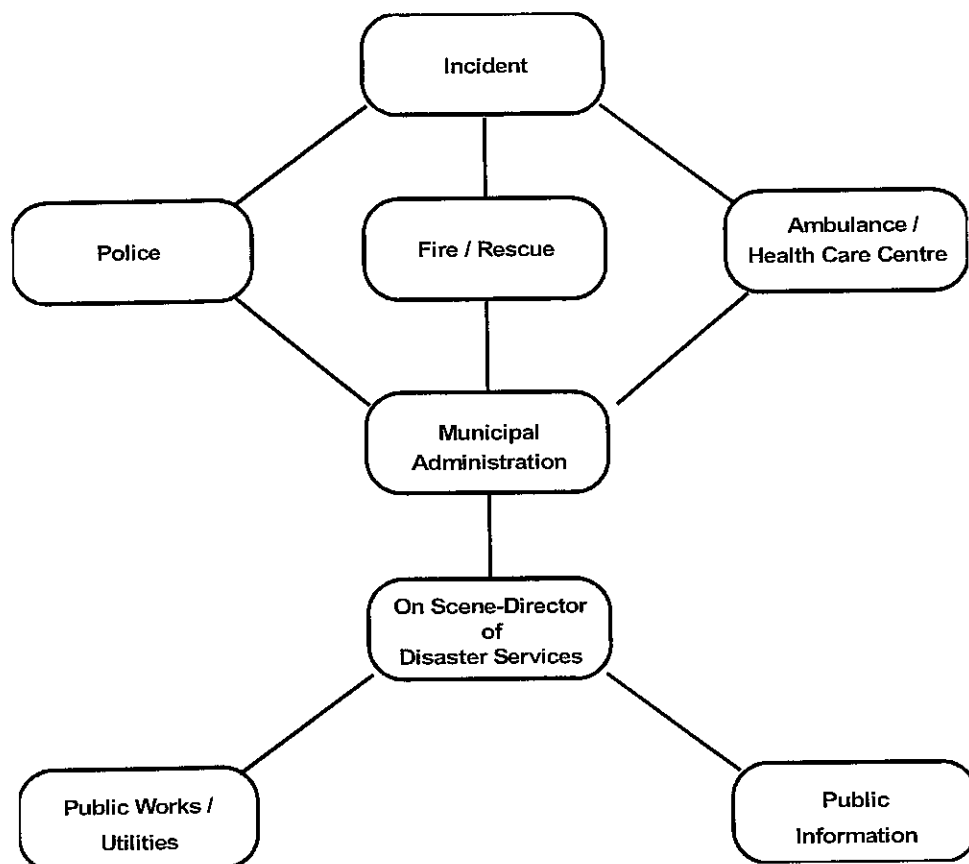 Incident
Police
Fire / Rescue
Ambulance /
Health Care Centre
Municipal
Administration
On Scene-Director
of
Disaster Services
Public Works /
Utilities
Public
Information